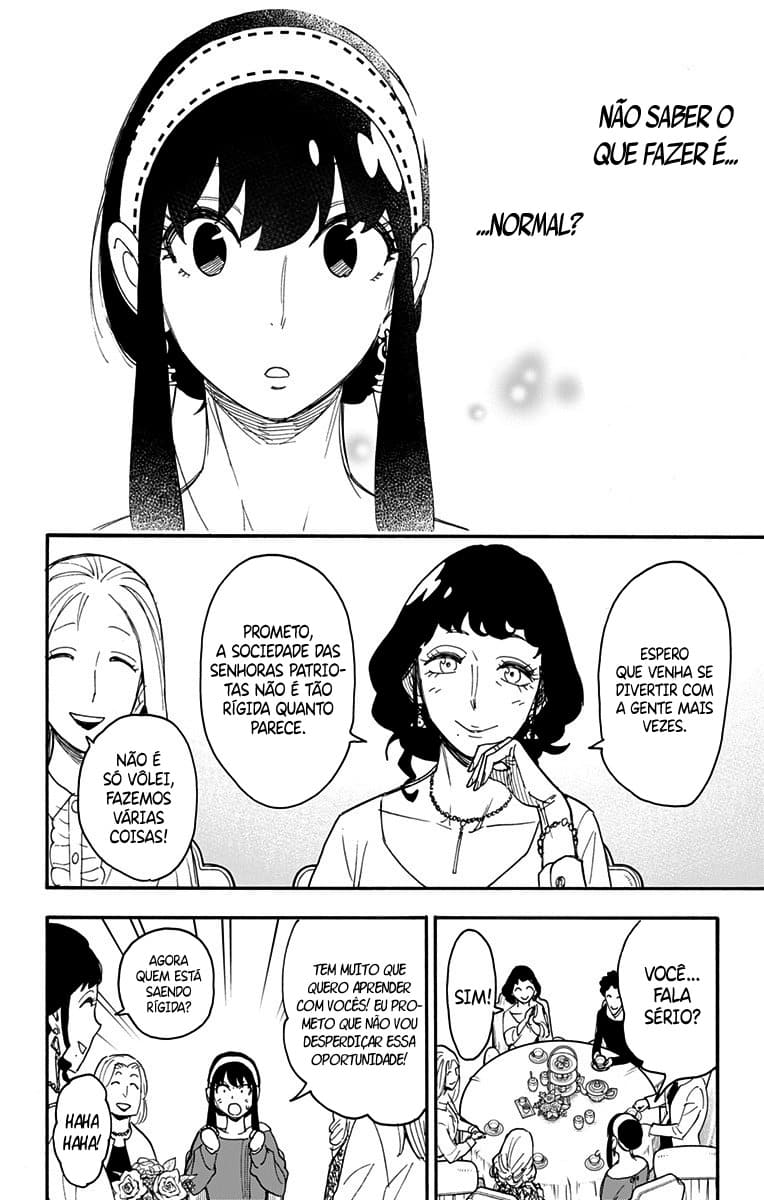 NÃO SABER O
QUE FAZER É...
...NORMAL?
ESPERO
QUE VENHA SE
DIVERTIR COM
A GENTE MAIS
VEZES.
PROMETO,
A SOCIEDADE DAS
SENHORAS PATRIO-
TAS NÃO É TÃO
RÍGIDA QUANTO
PARECE.
NÃO É
SÓ VÔLEI,
FAZEMOS
VÁRIAS
COISAS!
VOCÊ...
FALA
SÉRIO?
SIM!
TEM MUITO QUE
QUERO APRENDER
COM VOCÊS! EU PRO-
METO QUE NÃO VOU
DESPERDIÇAR ESSA
OPORTUNIDADE!
AGORA
QUEM ESTÁ
SAENDO
RÍGIDA?
HAHA
HAHA!